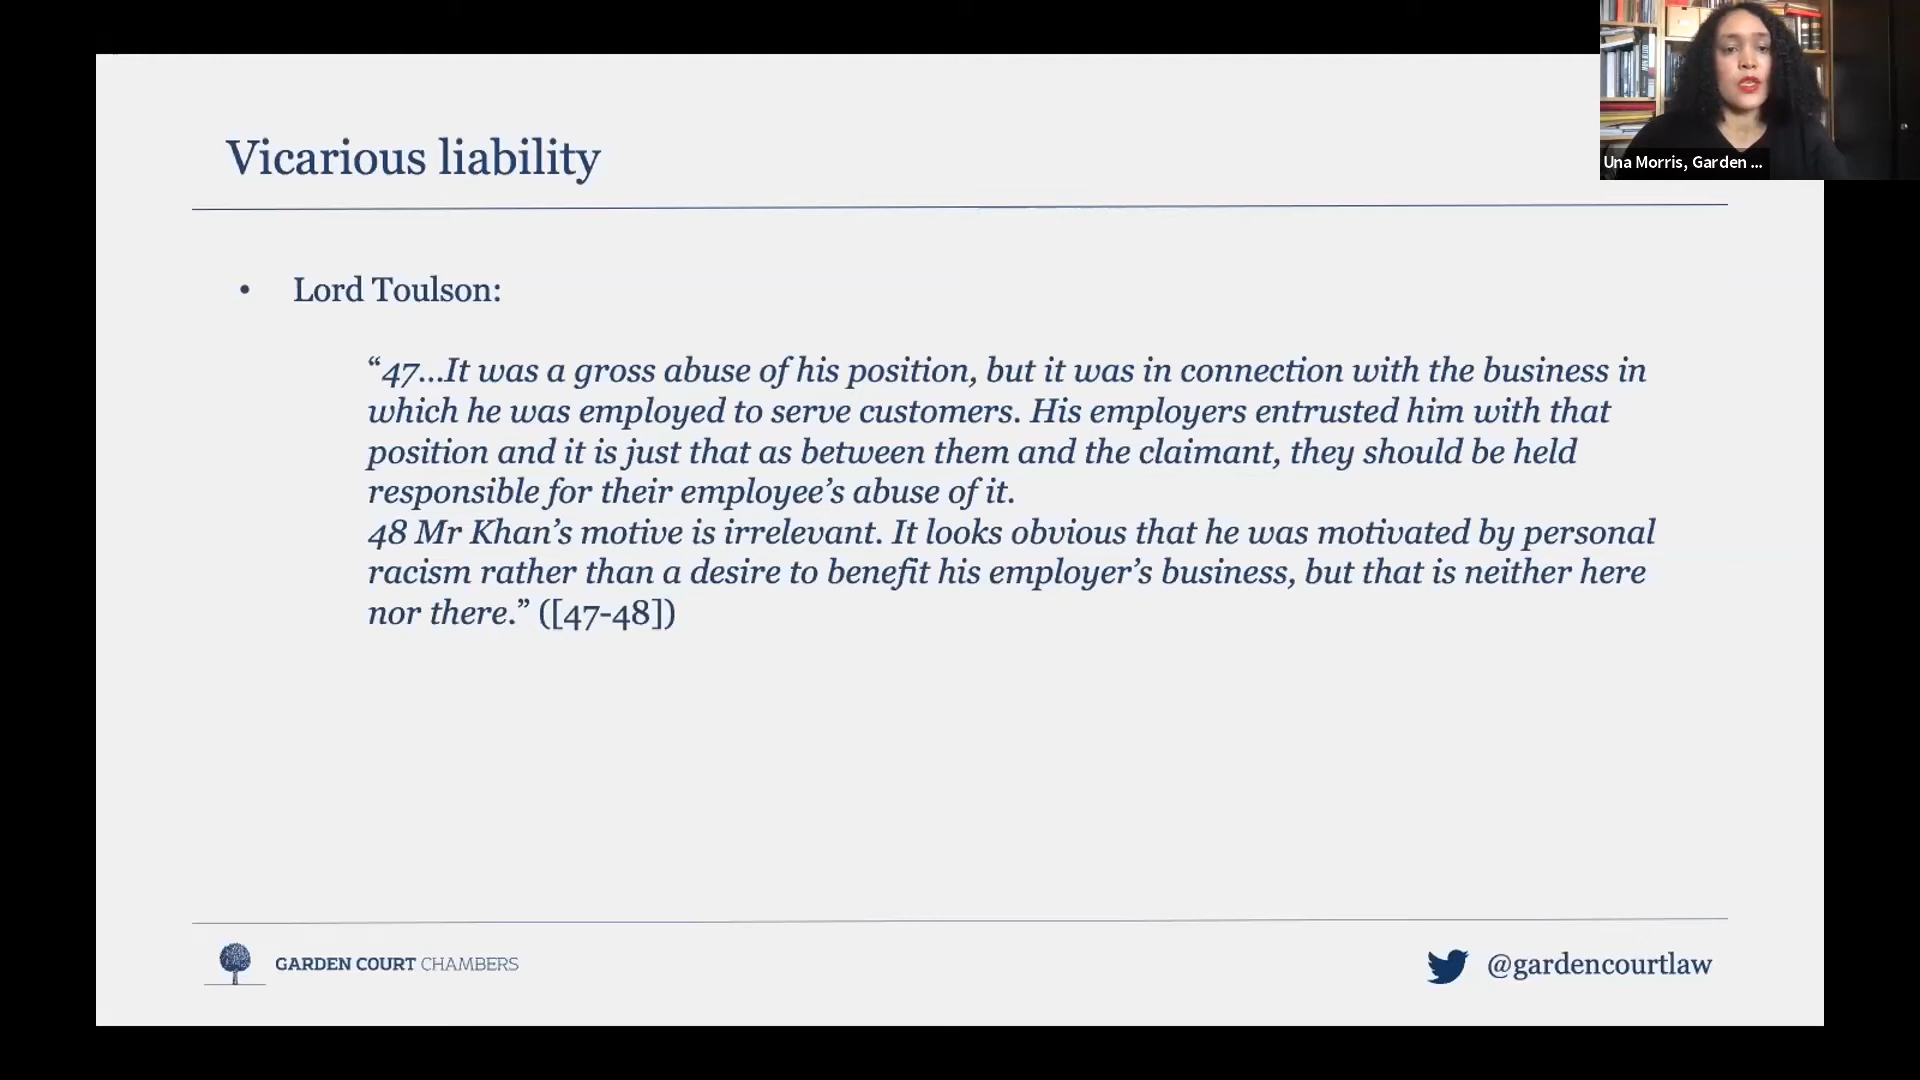 Una Morris, Garden ...
Vicarious liability
• Lord Toulson:
“47…It was a gross abuse of his position, but it was in connection with the business in
which he was employed to serve customers. His employers entrusted him with that
position and it is just that as between them and the claimant, they should be held
responsible for their employee’s abuse of it.
48 Mr Khan’s motive is irrelevant. It looks obvious that he was motivated by personal
racism rather than a desire to benefit his employer’s business, but that is neither here
nor there.” ([47-48])
GARDEN COURT CHAMBERS
@gardencourtlaw